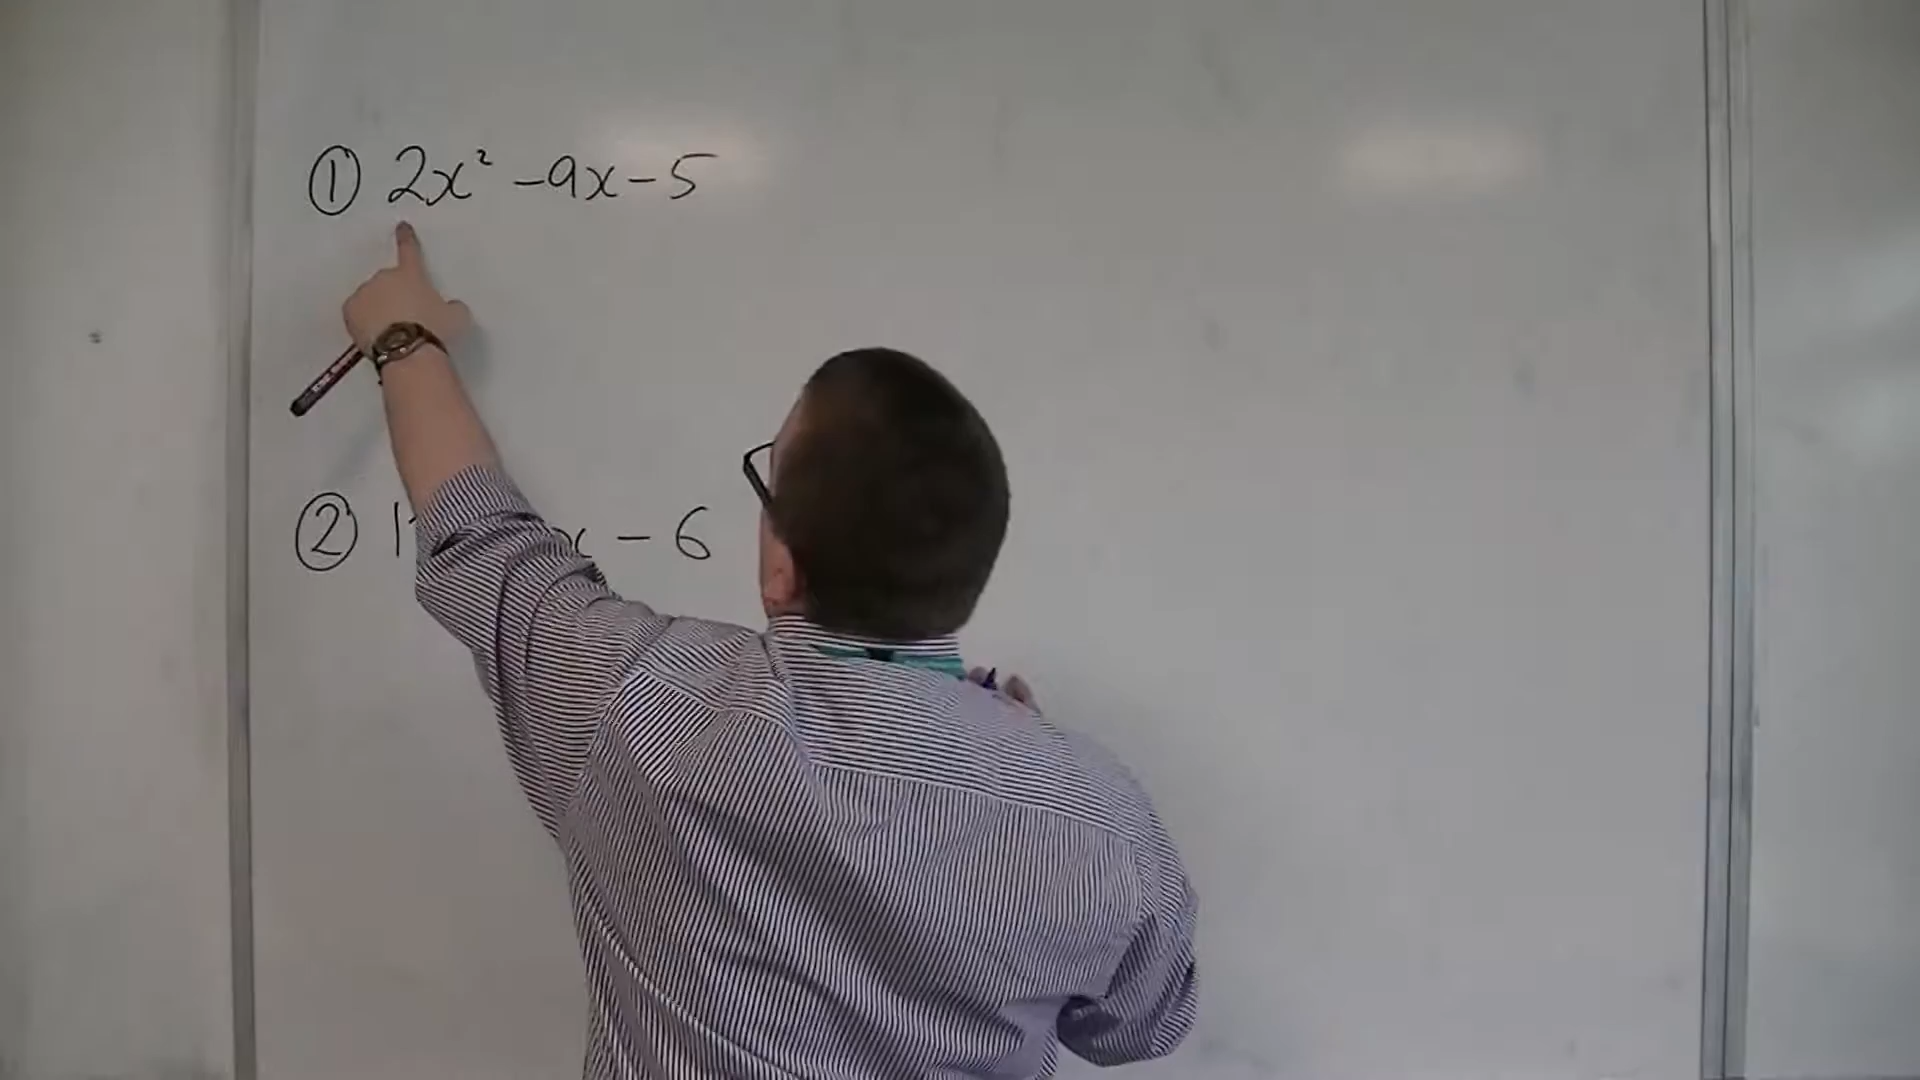 ① 2x² -9x-5
② 1 x - 6